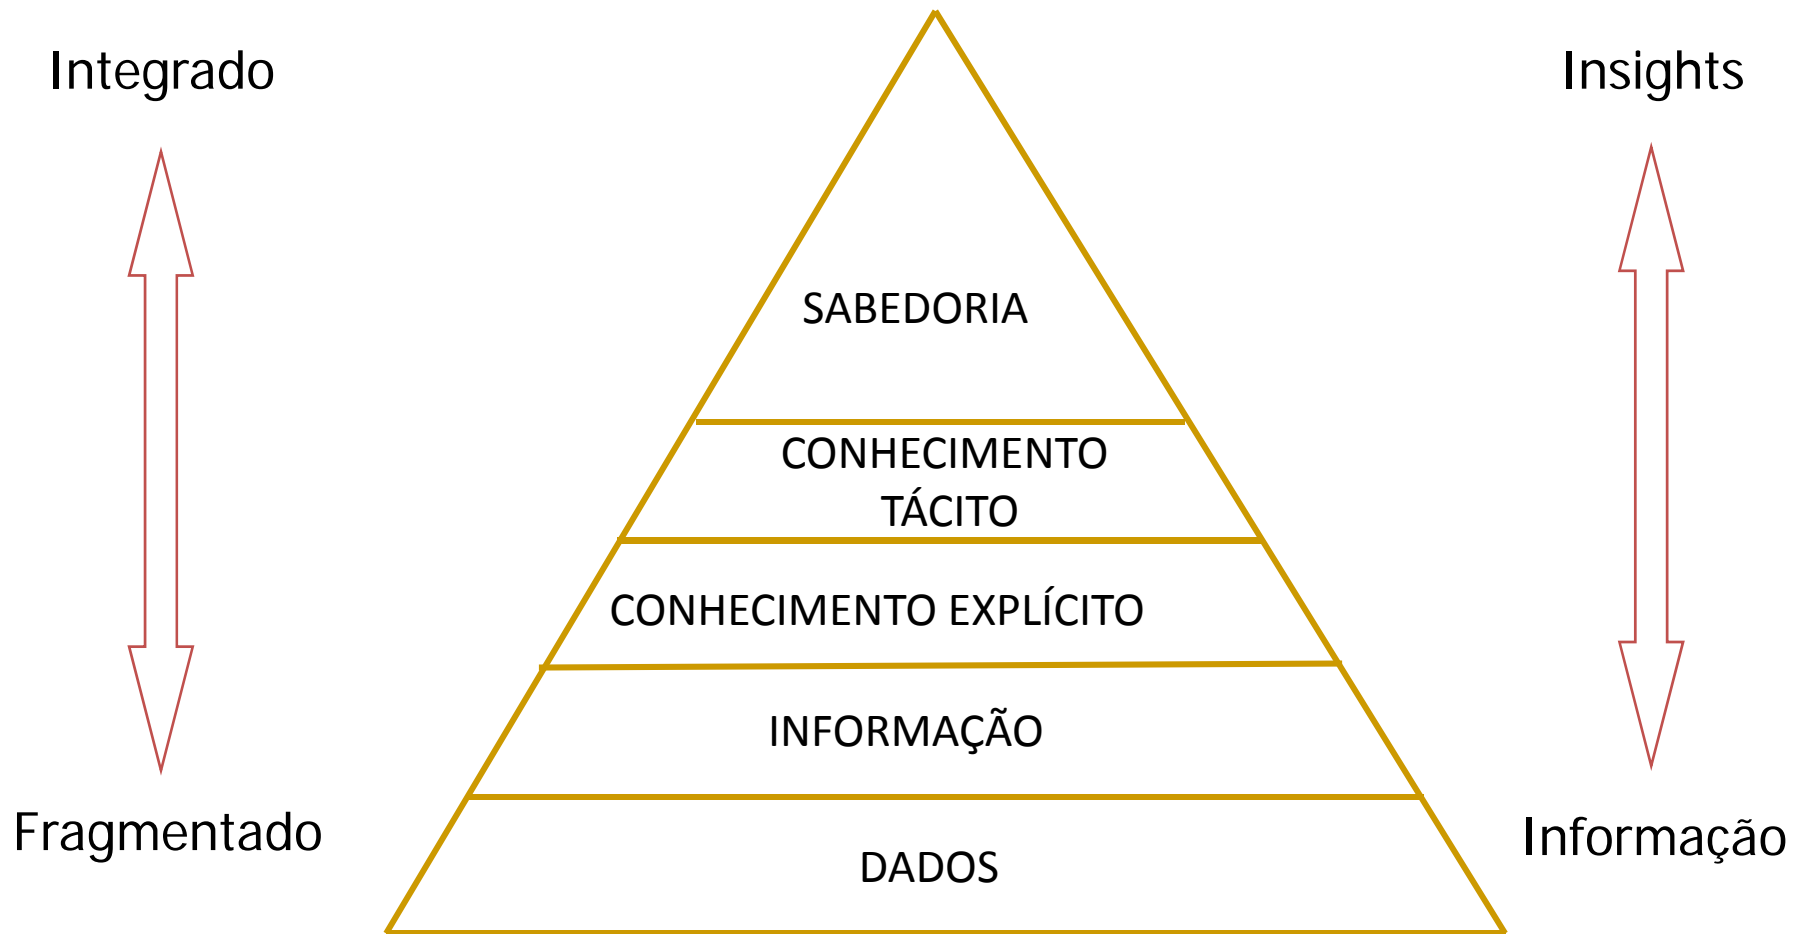 Integrado
Insights
SABEDORIA
CONHECIMENTO
TÁCITO
CONHECIMENTO EXPLÍCITO
INFORMAÇÃO
Fragmentado
Informação
DADOS